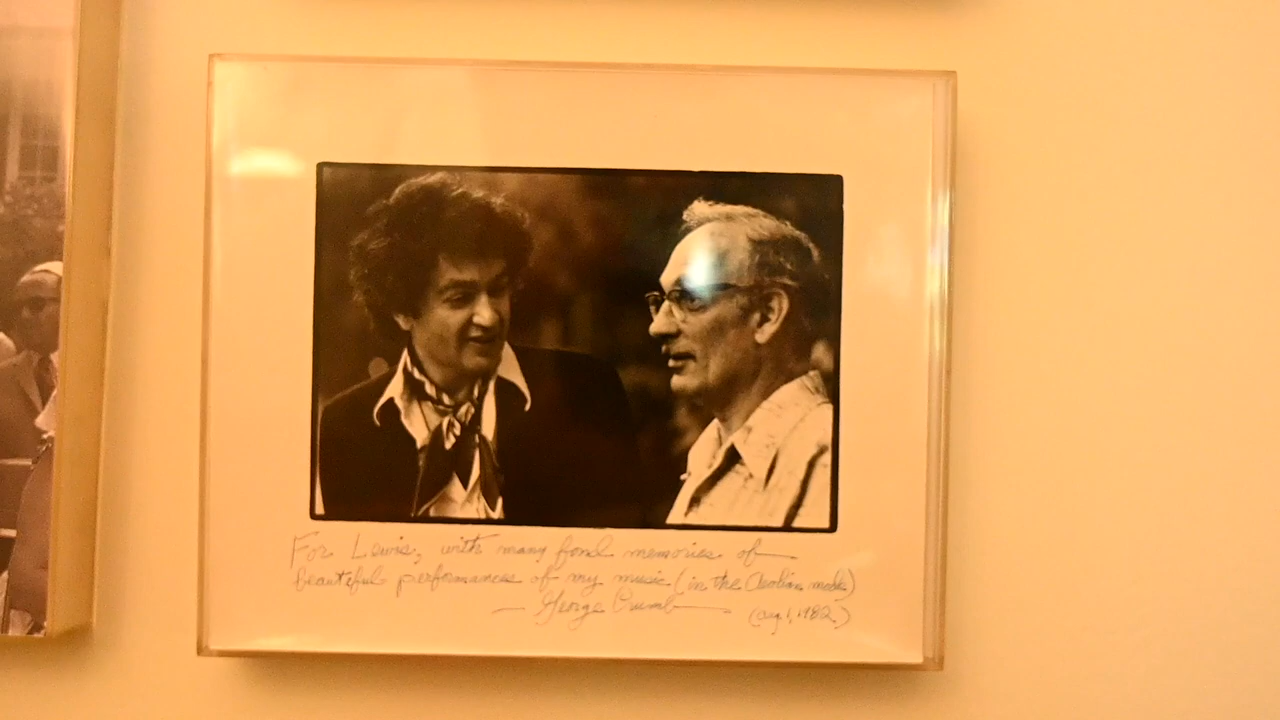 For Lewis, with many fond memories of
beautiful performances of my music (in the Aeolian mode)
— George Crumb — (Aug. 1, 1982)